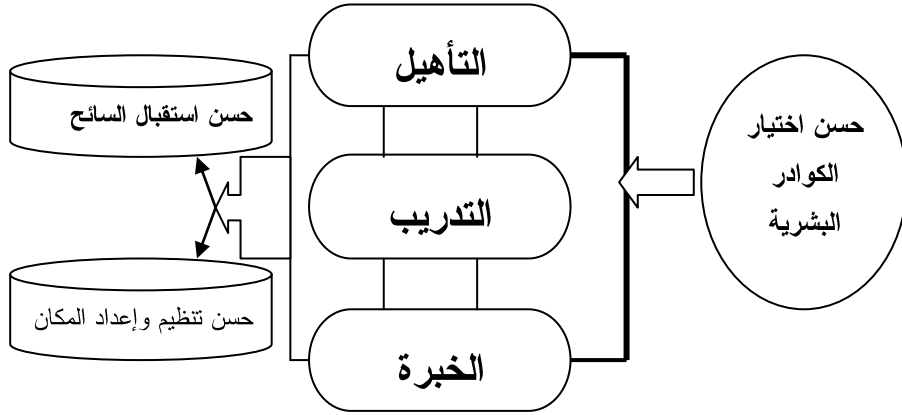 حسن اختيار
الكوادر
البشرية
التأهيل
التدريب
الخبرة
حسن استقبال السائح
حسن تنظيم وإعداد المكان